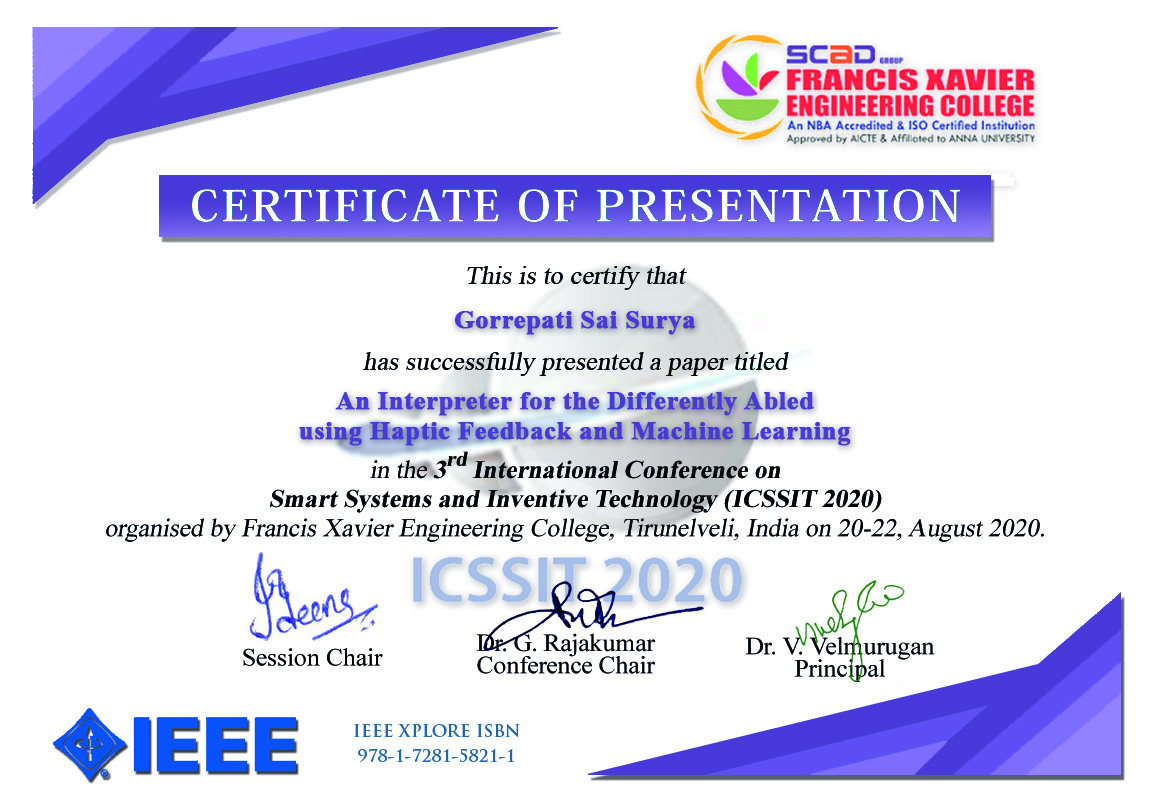 SCAD GROUP
FRANCIS XAVIER
ENGINEERING COLLEGE
An NBA Accredited & ISO Certified Institution
Approved by AICTE & Affiliated to ANNA UNIVERSITY
CERTIFICATE OF PRESENTATION
This is to certify that
Gorrepati Sai Surya
has successfully presented a paper titled
An Interpreter for the Differently Abled
using Haptic Feedback and Machine Learning
in the 3rd International Conference on
Smart Systems and Inventive Technology (ICSSIT 2020)
organised by Francis Xavier Engineering College, Tirunelveli, India on 20-22, August 2020.
ICSSIT 2020
Session Chair
Dr. G. Rajakumar
Conference Chair
Dr. V. Velmurugan
Principal
IEEE
IEEE XPLORE ISBN
978-1-7281-5821-1